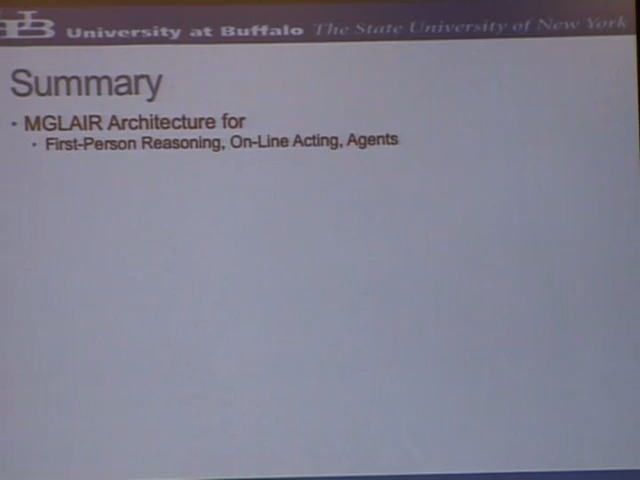 UB University at Buffalo The State University of New York
Summary
• MGLAIR Architecture for
• First-Person Reasoning, On-Line Acting, Agents